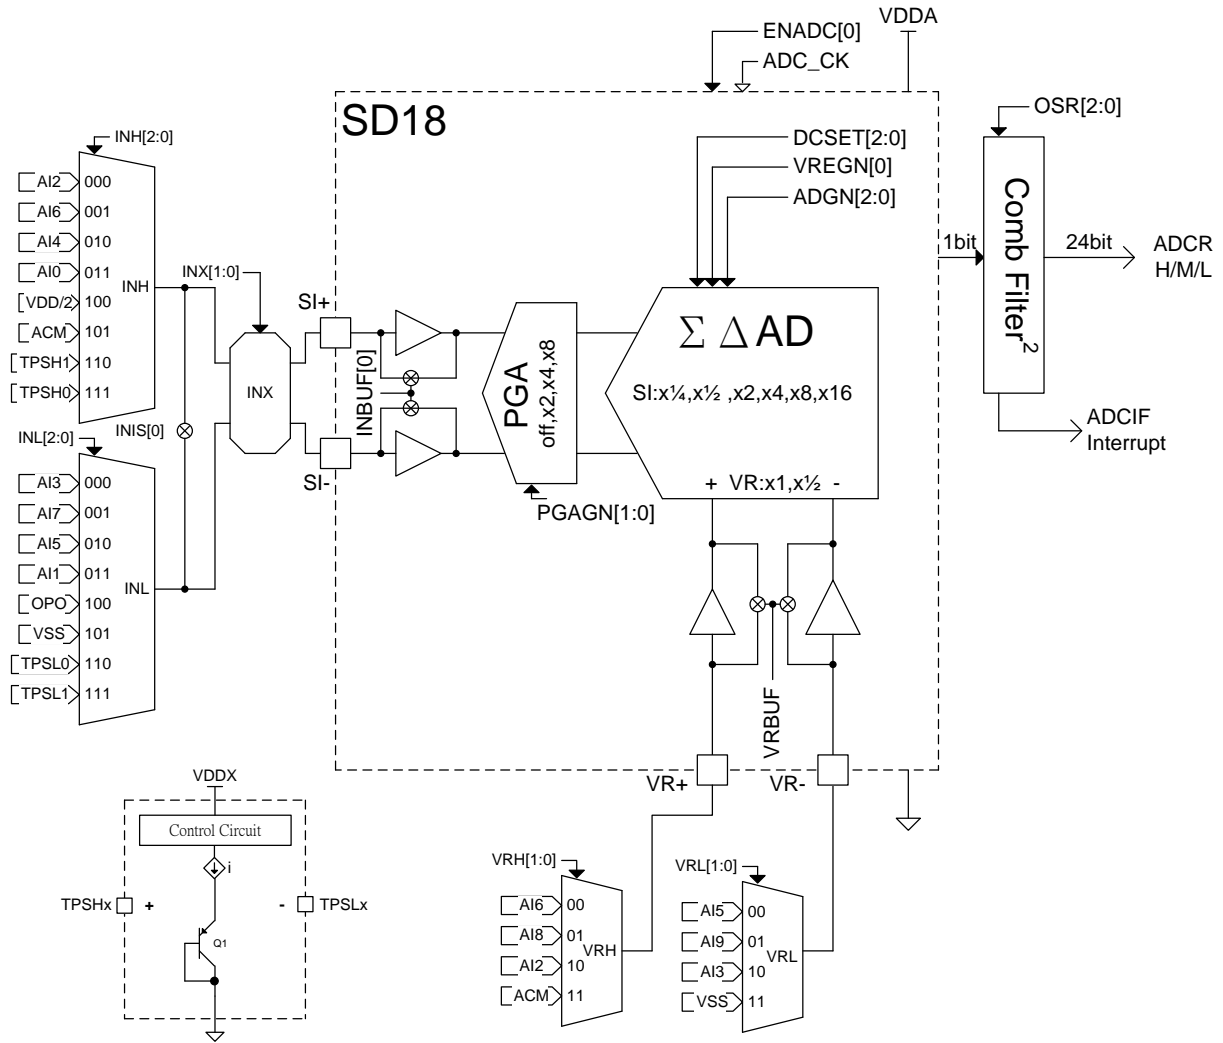 ENADC[0]
VDDA
ADC_CK
SD18
OSR[2:0]
INH[2:0]
DCSET[2:0]
VREGN[0]
ADGN[2:0]
AI2 000
AI6 001
AI4 010
AI0 011
VDD/2 100
ACM 101
TPSH1 110
TPSH0 111
INH
INX[1:0]
SI+
INX
INIS[0]
SI-
INBUF[0]
PGA
off,x2,x4,x8
PGAGN[1:0]
Σ Δ AD
SI:x¼,x½ ,x2,x4,x8,x16
+ VR:x1,x½ -
1bit
Comb Filter²
24bit
ADCR
H/M/L
ADCIF
Interrupt
INL[2:0]
AI3 000
AI7 001
AI5 010
AI1 011
OPO 100
VSS 101
TPSL0 110
TPSL1 111
INL
VRBUF
VR+
VR-
VDDX
Control Circuit
i
TPSHx + - TPSLx
Q1
VRH[1:0]
AI6 00
AI8 01
AI2 10
ACM 11
VRH
VRL[1:0]
AI5 00
AI9 01
AI3 10
VSS 11
VRL